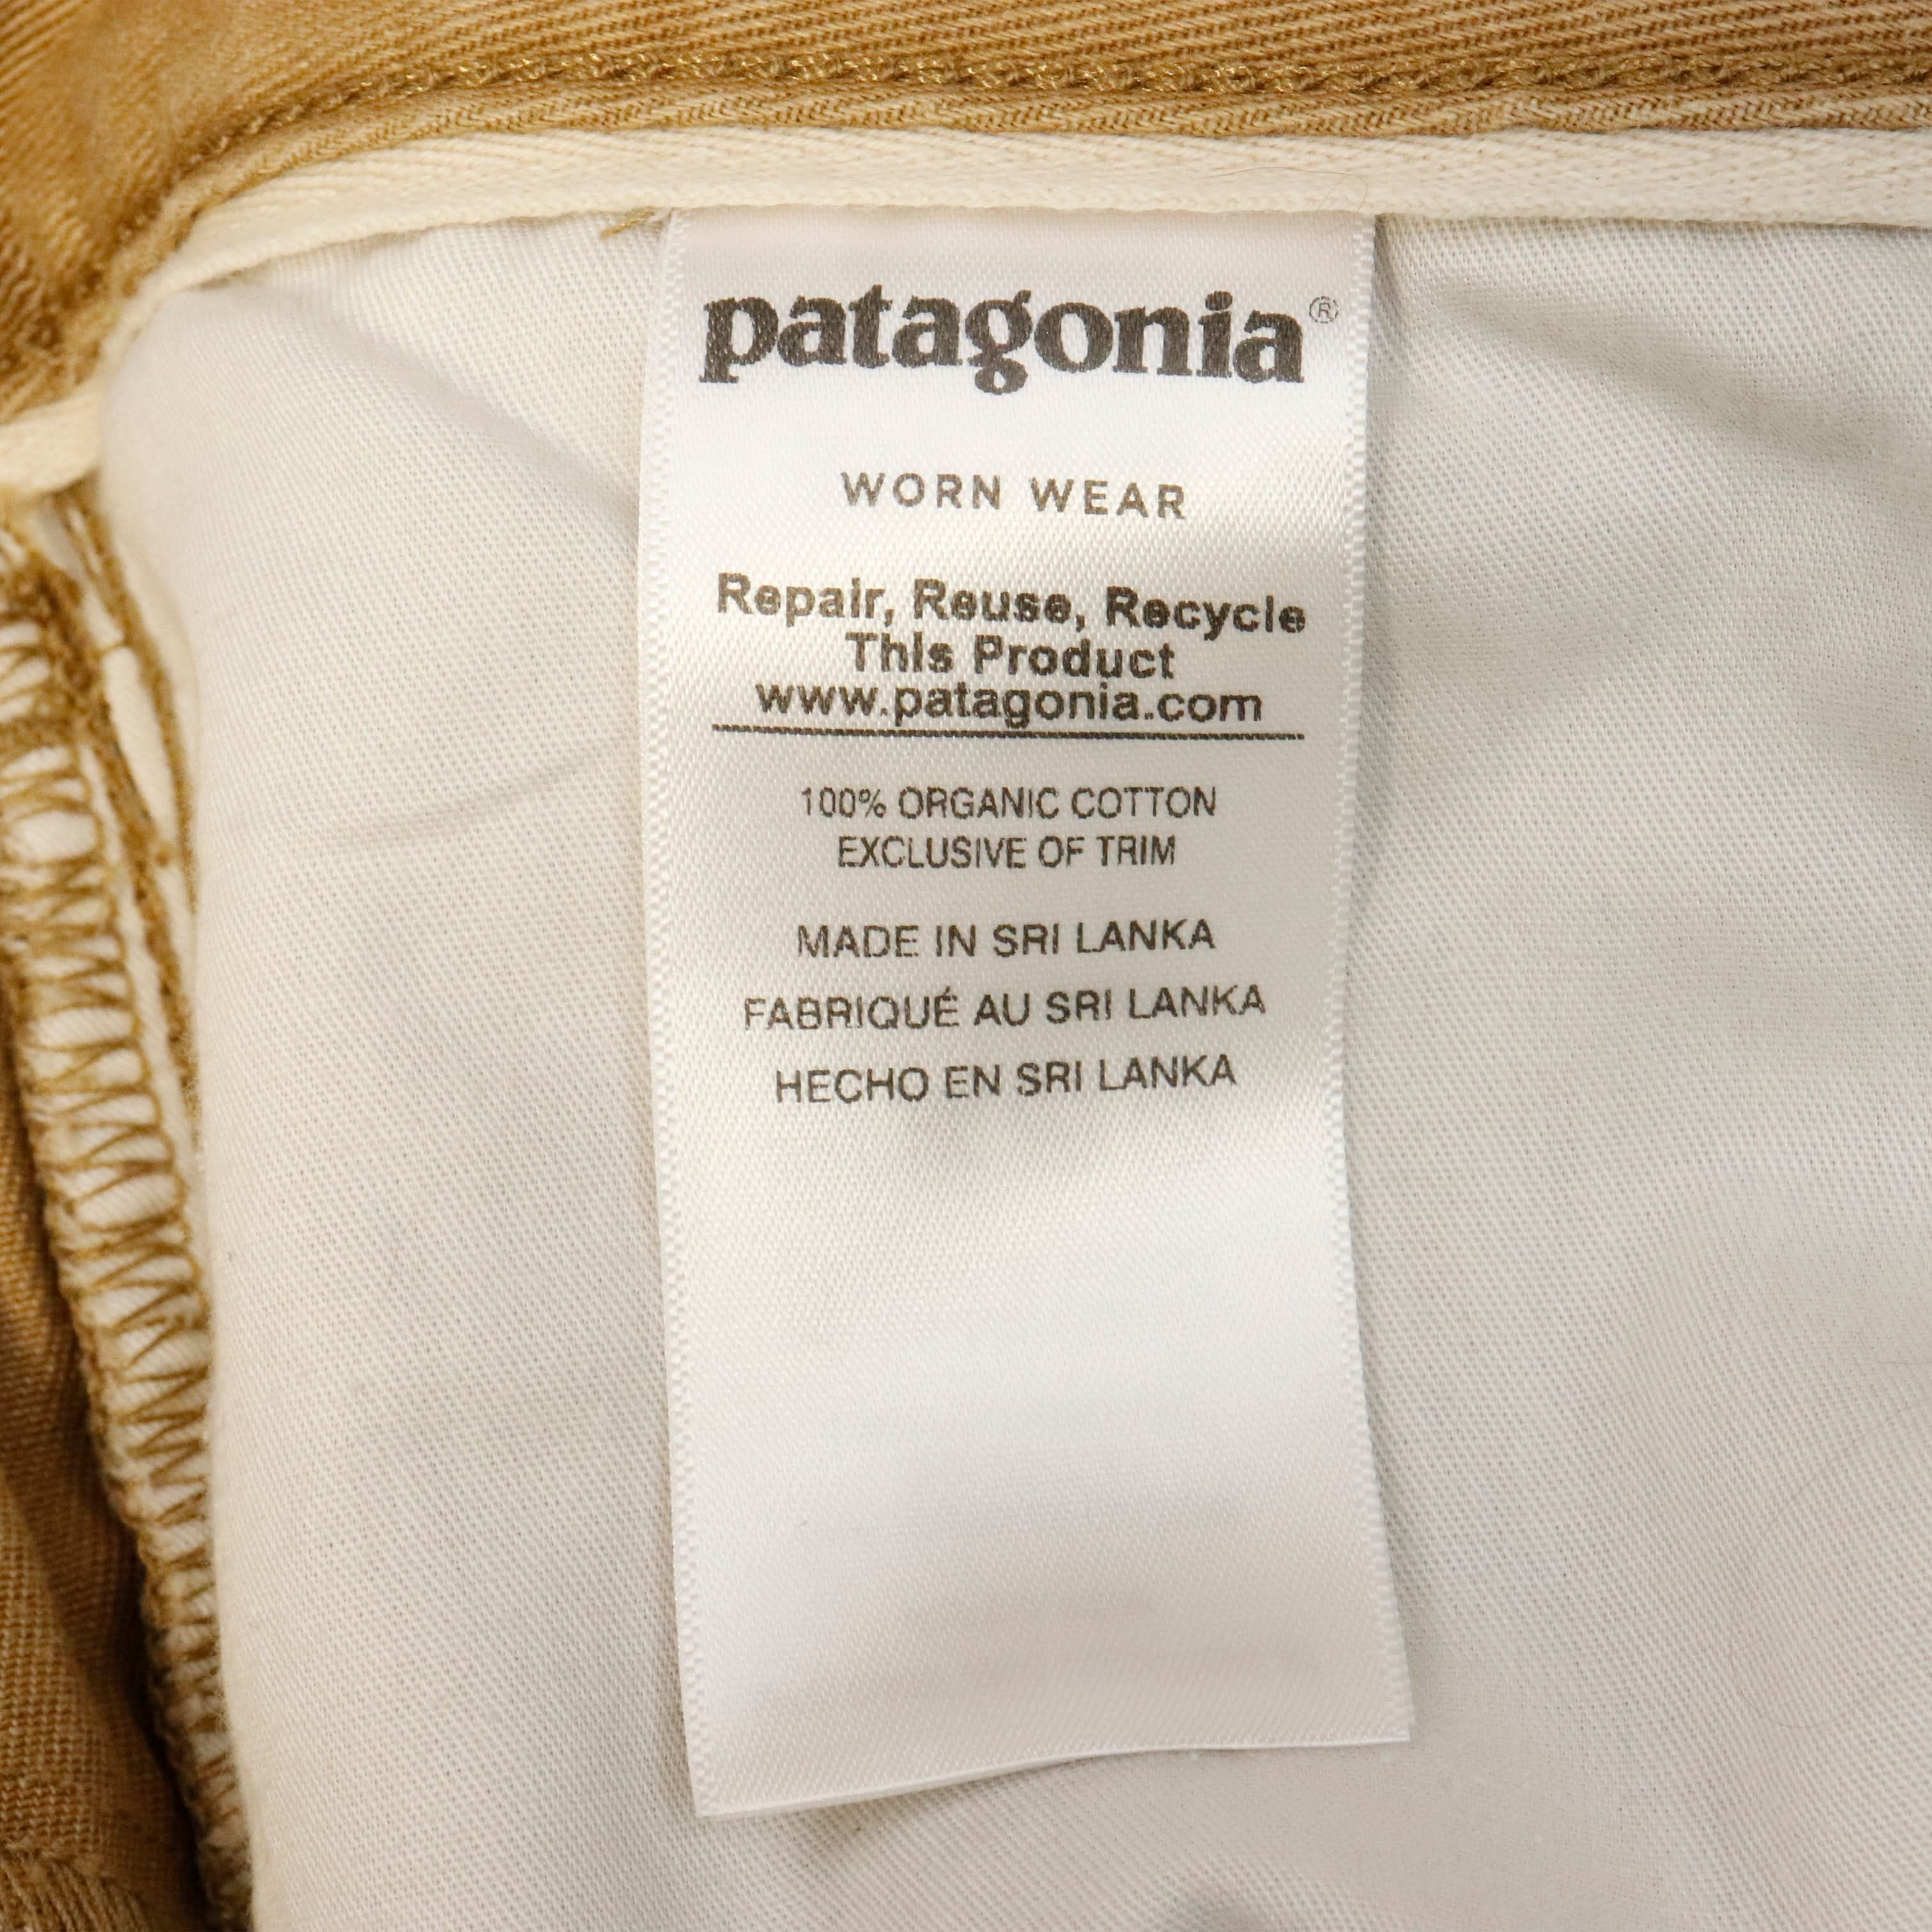 patagonia®
WORN WEAR
Repair, Reuse, Recycle
This Product
www.patagonia.com
100% ORGANIC COTTON
EXCLUSIVE OF TRIM
MADE IN SRI LANKA
FABRIQUÉ AU SRI LANKA
HECHO EN SRI LANKA